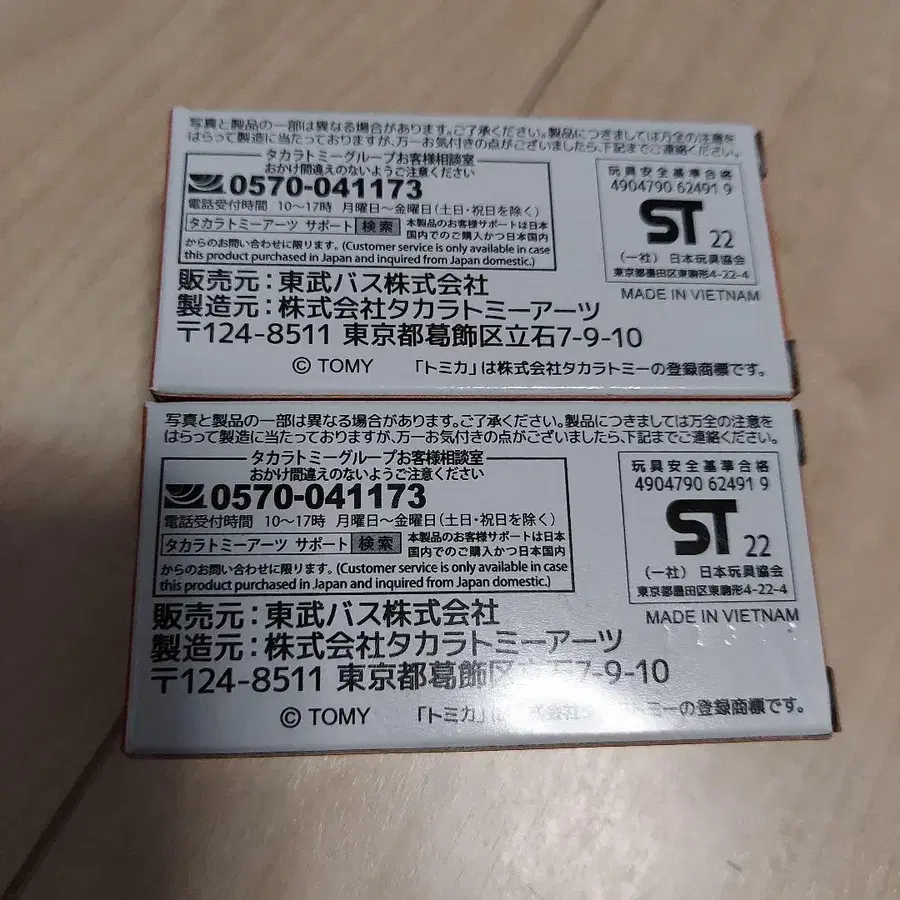 写真と製品の一部は異なる場合があります。ご了承ください。製品につきましては万全の注意を
はらって製造に当たっておりますが、万一お気付きの点がございましたら、下記までご連絡ください。
タカラトミーグループお客様相談室
おかけ間違えのないようご注意ください
0570-041173
電話受付時間 10〜17時 月曜日〜金曜日(土日・祝日を除く)
タカラトミーアーツ サポート 検索 本製品のお客様サポートは日本
国内でのご購入かつ日本国内
からのお問い合わせに限ります。(Customer service is only available in case
this product purchased in Japan and inquired from Japan domestic.)
玩具安全基準合格
4904790 62491 9
ST 22
(一社) 日本玩具協会
東京都墨田区東駒形4-22-4
MADE IN VIETNAM
販売元:東武バス株式会社
製造元:株式会社タカラトミーアーツ
〒124-8511 東京都葛飾区立石7-9-10
© TOMY 「トミカ」は株式会社タカラトミーの登録商標です。
写真と製品の一部は異なる場合があります。ご了承ください。製品につきましては万全の注意を
はらって製造に当たっておりますが、万一お気付きの点がございましたら、下記までご連絡ください。
タカラトミーグループお客様相談室
おかけ間違えのないようご注意ください
0570-041173
電話受付時間 10〜17時 月曜日〜金曜日(土日・祝日を除く)
タカラトミーアーツ サポート 検索 本製品のお客様サポートは日本
国内でのご購入かつ日本国内
からのお問い合わせに限ります。(Customer service is only available in case
this product purchased in Japan and inquired from Japan domestic.)
玩具安全基準合格
4904790 62491 9
ST 22
(一社) 日本玩具協会
東京都墨田区東駒形4-22-4
MADE IN VIETNAM
販売元:東武バス株式会社
製造元:株式会社タカラトミーアーツ
〒124-8511 東京都葛飾区立石7-9-10
© TOMY 「トミカ」は株式会社タカラトミーの登録商標です。